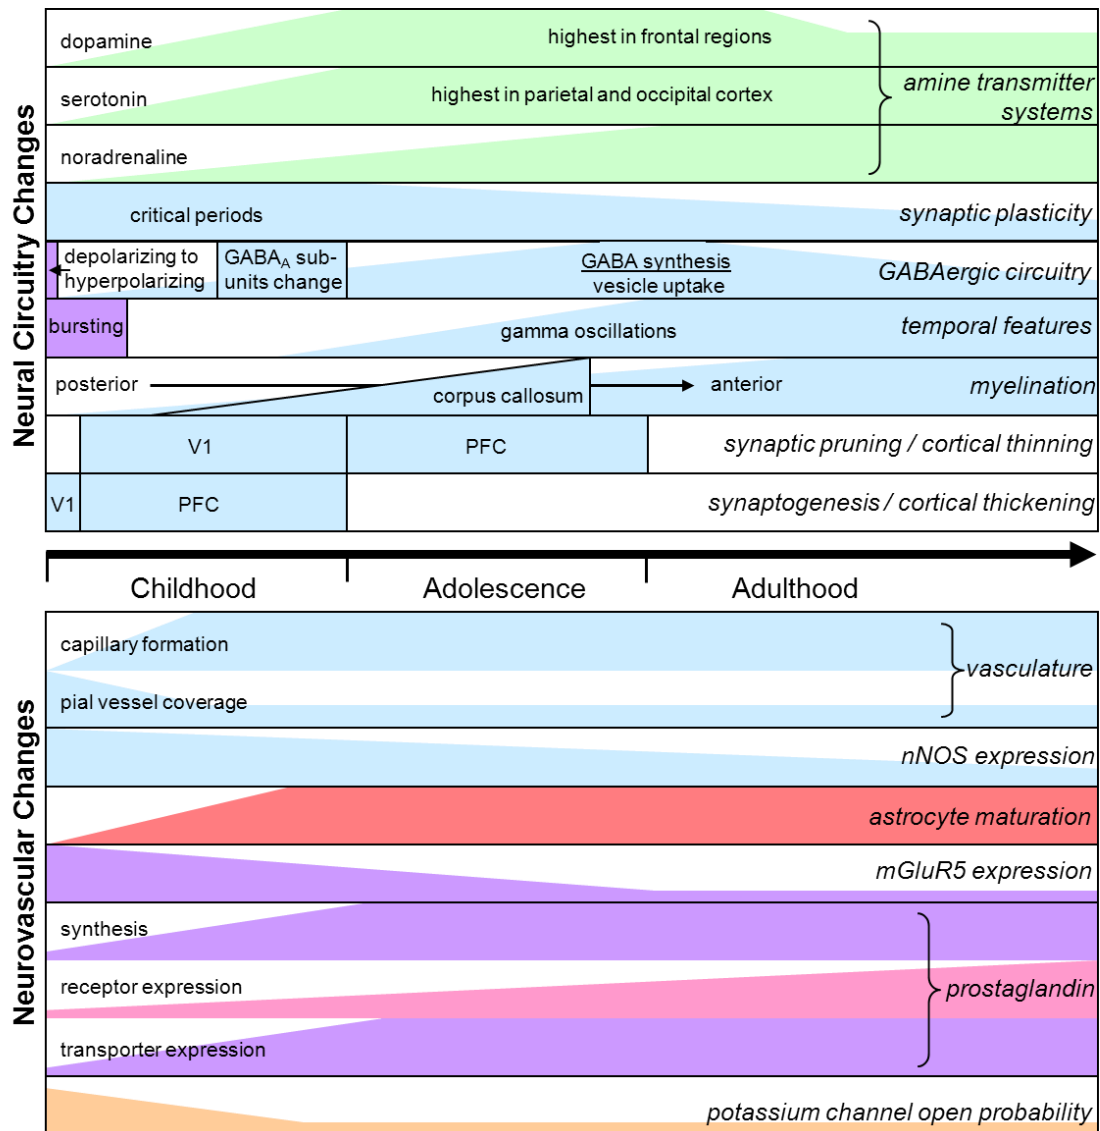 Neural Circuitry Changes
dopamine
highest in frontal regions
serotonin
highest in parietal and occipital cortex
noradrenaline
amine transmitter
systems
critical periods
synaptic plasticity
depolarizing to
hyperpolarizing
GABAA sub-
units change
GABA synthesis
vesicle uptake
GABAergic circuitry
bursting
gamma oscillations
temporal features
posterior
corpus callosum
anterior
myelination
V1
PFC
synaptic pruning / cortical thinning
V1
PFC
synaptogenesis / cortical thickening
Childhood
Adolescence
Adulthood
Neurovascular Changes
capillary formation
pial vessel coverage
vasculature
nNOS expression
astrocyte maturation
mGluR5 expression
synthesis
receptor expression
transporter expression
prostaglandin
potassium channel open probability